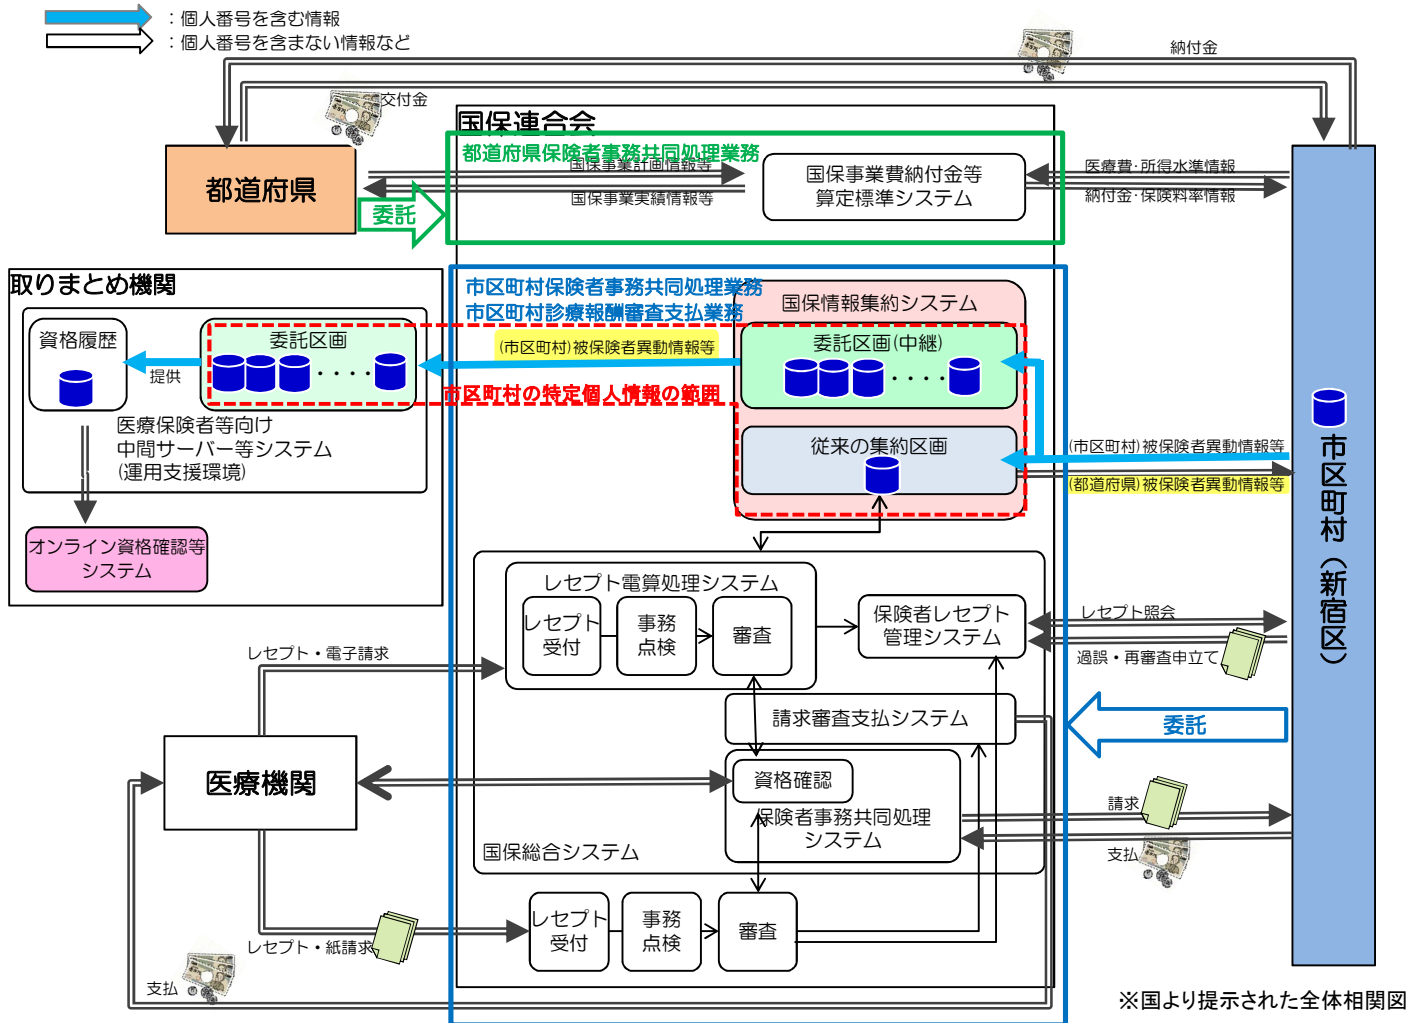 ：個人番号を含む情報
：個人番号を含まない情報など
納付金
交付金
国保連合会
都道府県保険者事務共同処理業務
都道府県
委託
国保事業計画情報等
国保事業実績情報等
国保事業費納付金等
算定標準システム
医療費・所得水準情報
納付金・保険料率情報
取りまとめ機関
市区町村保険者事務共同処理業務
市区町村診療報酬審査支払業務
国保情報集約システム
資格履歴
委託区画
・・・・
提供
(市区町村)被保険者異動情報等
委託区画(中継)
・・・・
市区町村の特定個人情報の範囲
医療保険者等向け
中間サーバー等システム
(運用支援環境)
従来の集約区画
(市区町村)被保険者異動情報等
(都道府県)被保険者異動情報等
市区町村（新宿区）
オンライン資格確認等
システム
レセプト電算処理システム
レセプト
受付
事務
点検
審査
保険者レセプト
管理システム
レセプト照会
過誤・再審査申立て
レセプト・電子請求
請求審査支払システム
委託
医療機関
資格確認
保険者事務共同処理
システム
請求
支払
国保総合システム
レセプト
受付
事務
点検
審査
レセプト・紙請求
支払
※国より提示された全体相関図